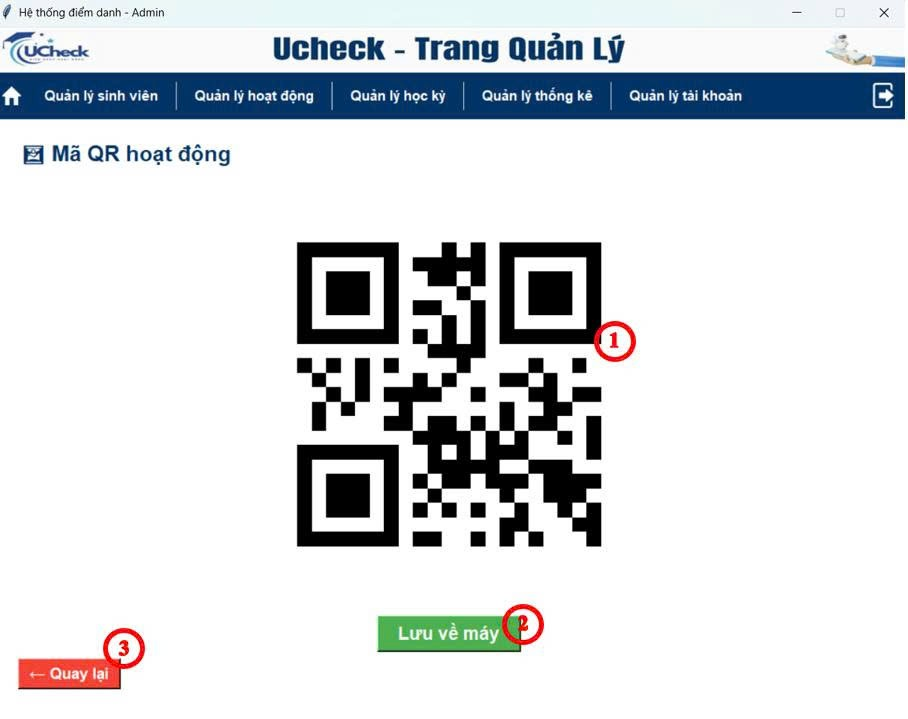 Hệ thống điểm danh - Admin
UCheck
Ucheck - Trang Quản Lý
Quản lý sinh viên
Quản lý hoạt động
Quản lý học kỳ
Quản lý thống kê
Quản lý tài khoản
Mã QR hoạt động
1
Lưu về máy
2
3
← Quay lại